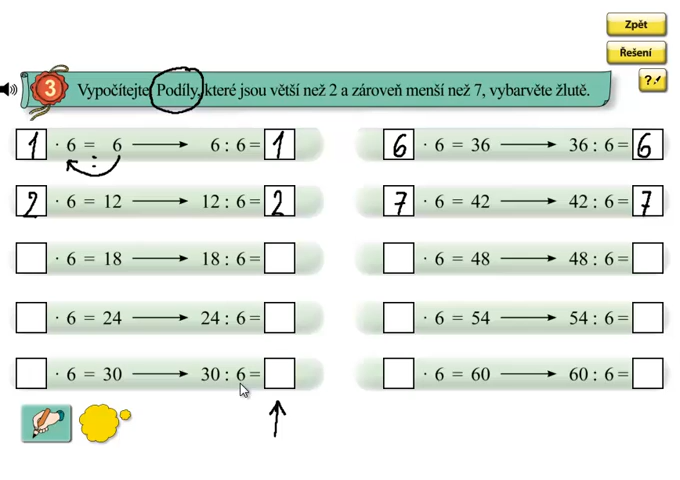 Zpět
Řešení
?
3 Vypočítejte. Podíly, které jsou větší než 2 a zároveň menší než 7, vybarvěte žlutě.
1 · 6 = 6 → 6 : 6 = 1
:
6 · 6 = 36 → 36 : 6 = 6
2 · 6 = 12 → 12 : 6 = 2
7 · 6 = 42 → 42 : 6 = 7
· 6 = 18 → 18 : 6 =
· 6 = 48 → 48 : 6 =
· 6 = 24 → 24 : 6 =
· 6 = 54 → 54 : 6 =
· 6 = 30 → 30 : 6 =
· 6 = 60 → 60 : 6 =